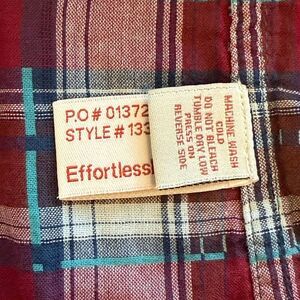 P.O # 01372
STYLE # 133
Effortless
MACHINE WASH
COLD
DO NOT BLEACH
TUMBLE DRY LOW
PRESS ON
REVERSE SIDE